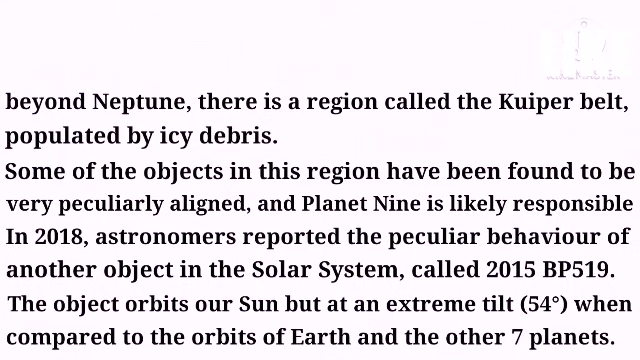 beyond Neptune, there is a region called the Kuiper belt,
populated by icy debris.
Some of the objects in this region have been found to be
very peculiarly aligned, and Planet Nine is likely responsible
In 2018, astronomers reported the peculiar behaviour of
another object in the Solar System, called 2015 BP519.
The object orbits our Sun but at an extreme tilt (54°) when
compared to the orbits of Earth and the other 7 planets.